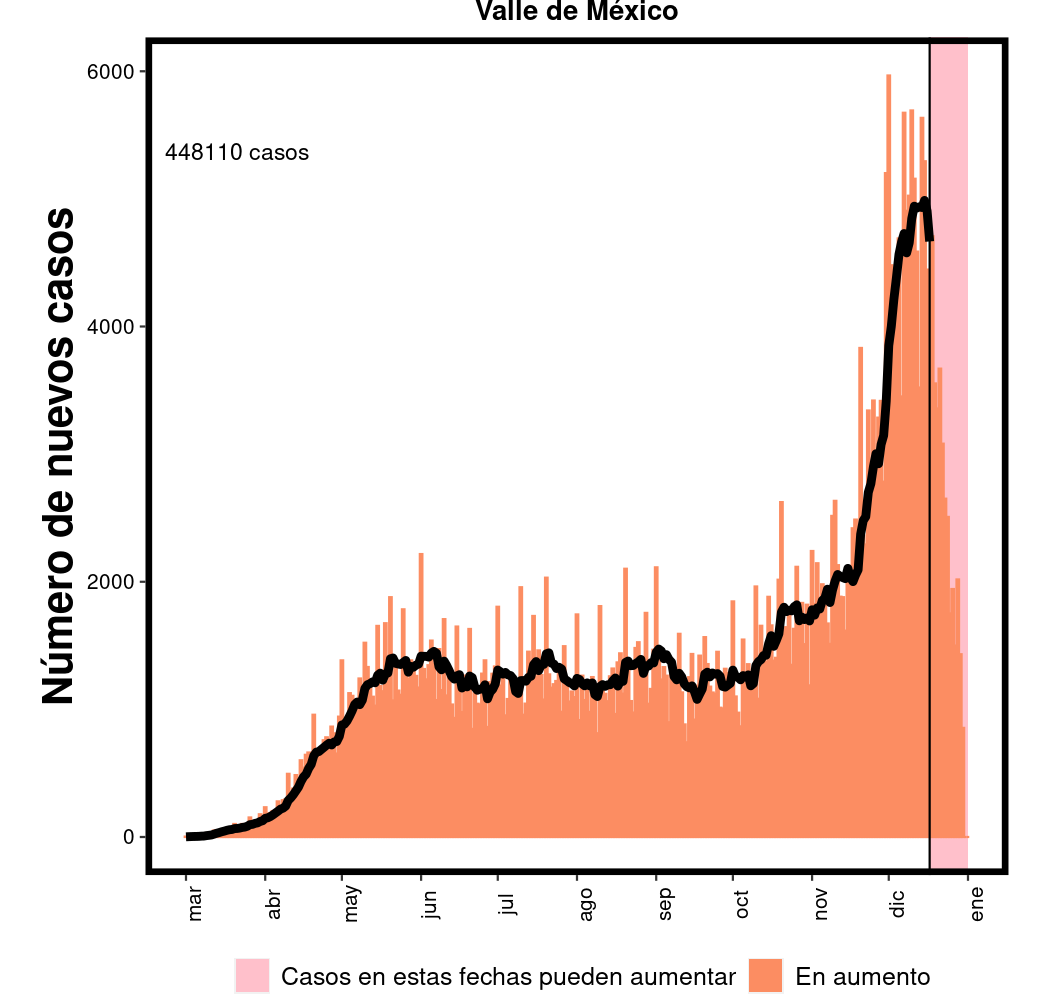 Valle de México
Número de nuevos casos
6000
4000
2000
0
448110 casos
mar
abr
may
jun
jul
ago
sep
oct
nov
dic
ene
Casos en estas fechas pueden aumentar
En aumento